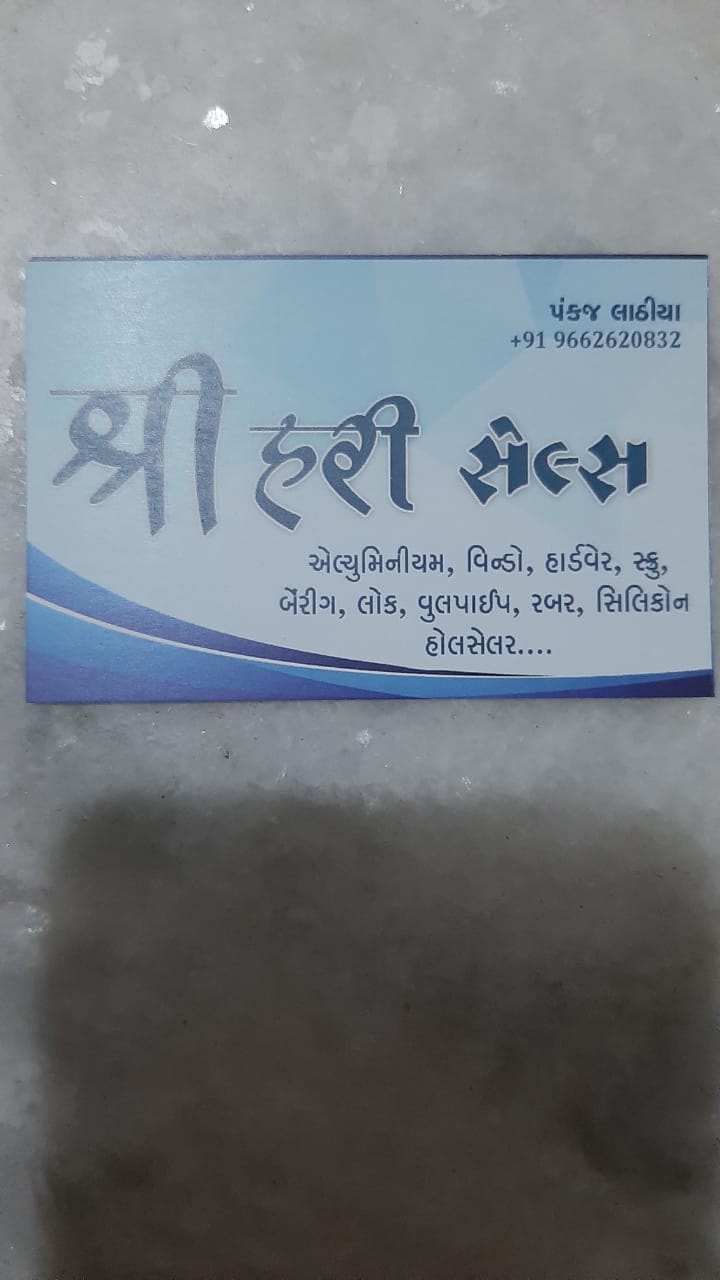 પંકજ લાઠીયા
+91 9662620832
શ્રી હરી સેલ્સ
એલ્યુમિનીયમ, વિન્ડો, હાર્ડવેર, સ્ક્રુ,
બેંરીગ, લોક, વુલપાઈપ, રબર, સિલિકોન
હોલસેલર....